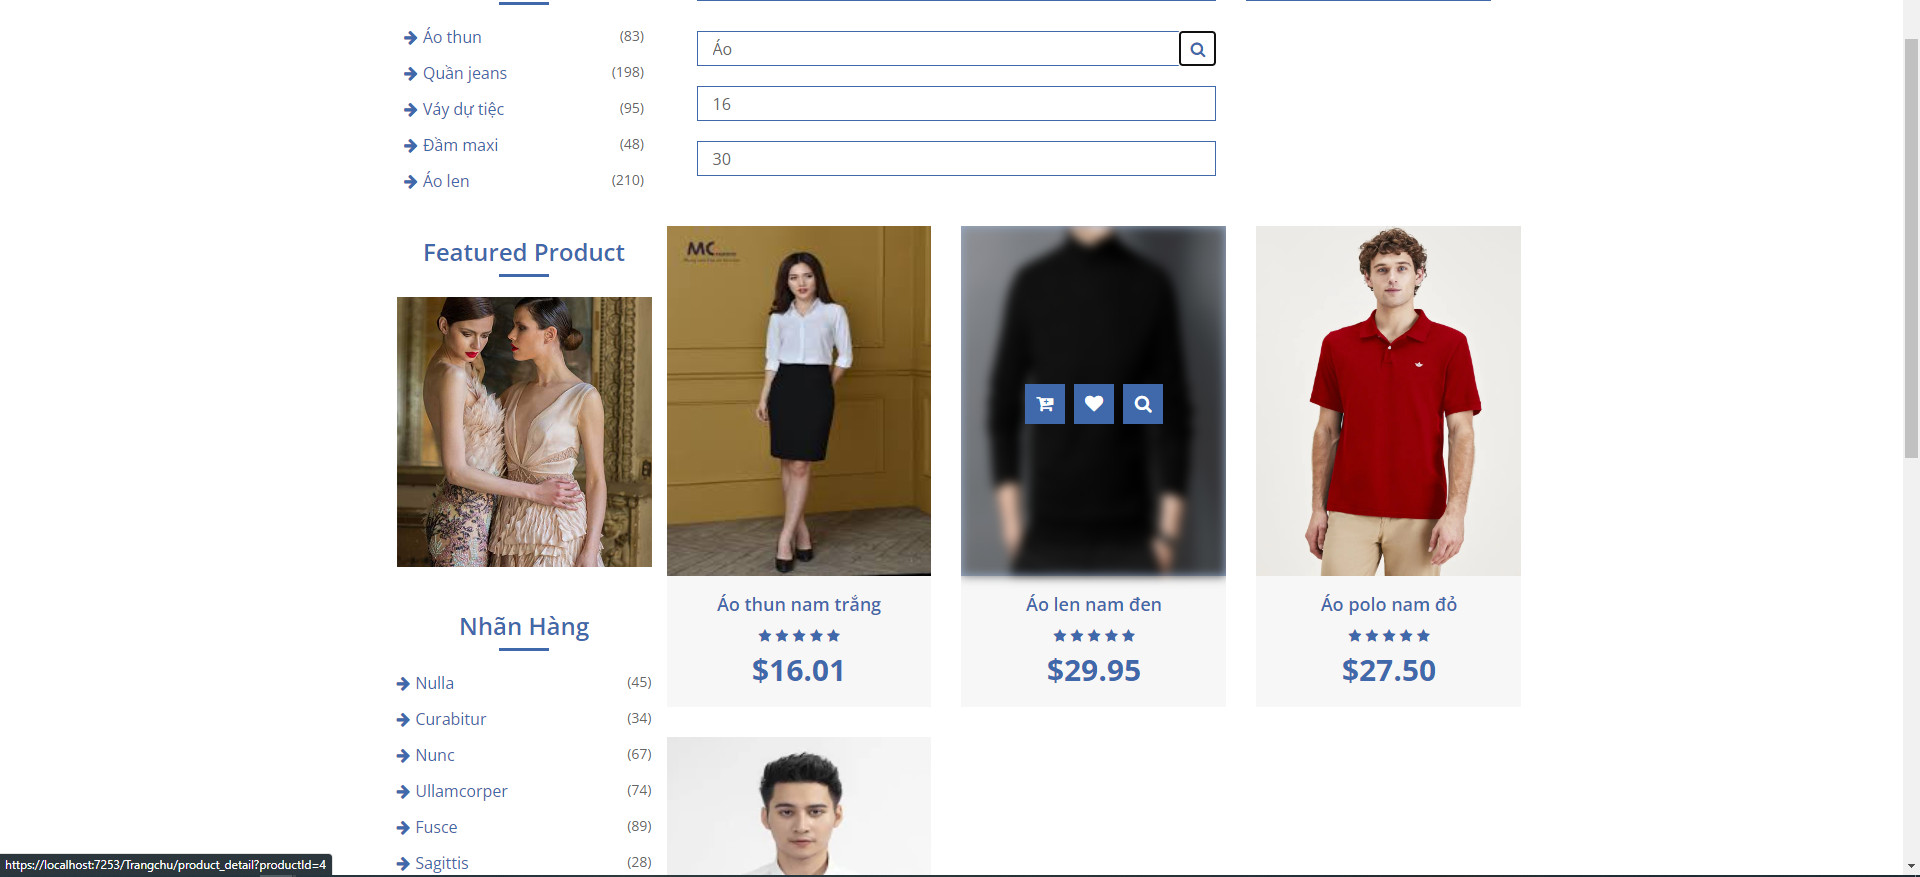 Áo thun (83)
Quần jeans (198)
Váy dự tiệc (95)
Đầm maxi (48)
Áo len (210)
Featured Product
Nhãn Hàng
Nulla (45)
Curabitur (34)
Nunc (67)
Ullamcorper (74)
Fusce (89)
Sagittis (28)
Áo
16
30
MC
Áo thun nam trắng
$16.01
Áo len nam đen
$29.95
Áo polo nam đỏ
$27.50
https://localhost:7253/Trangchu/product_detail?productId=4